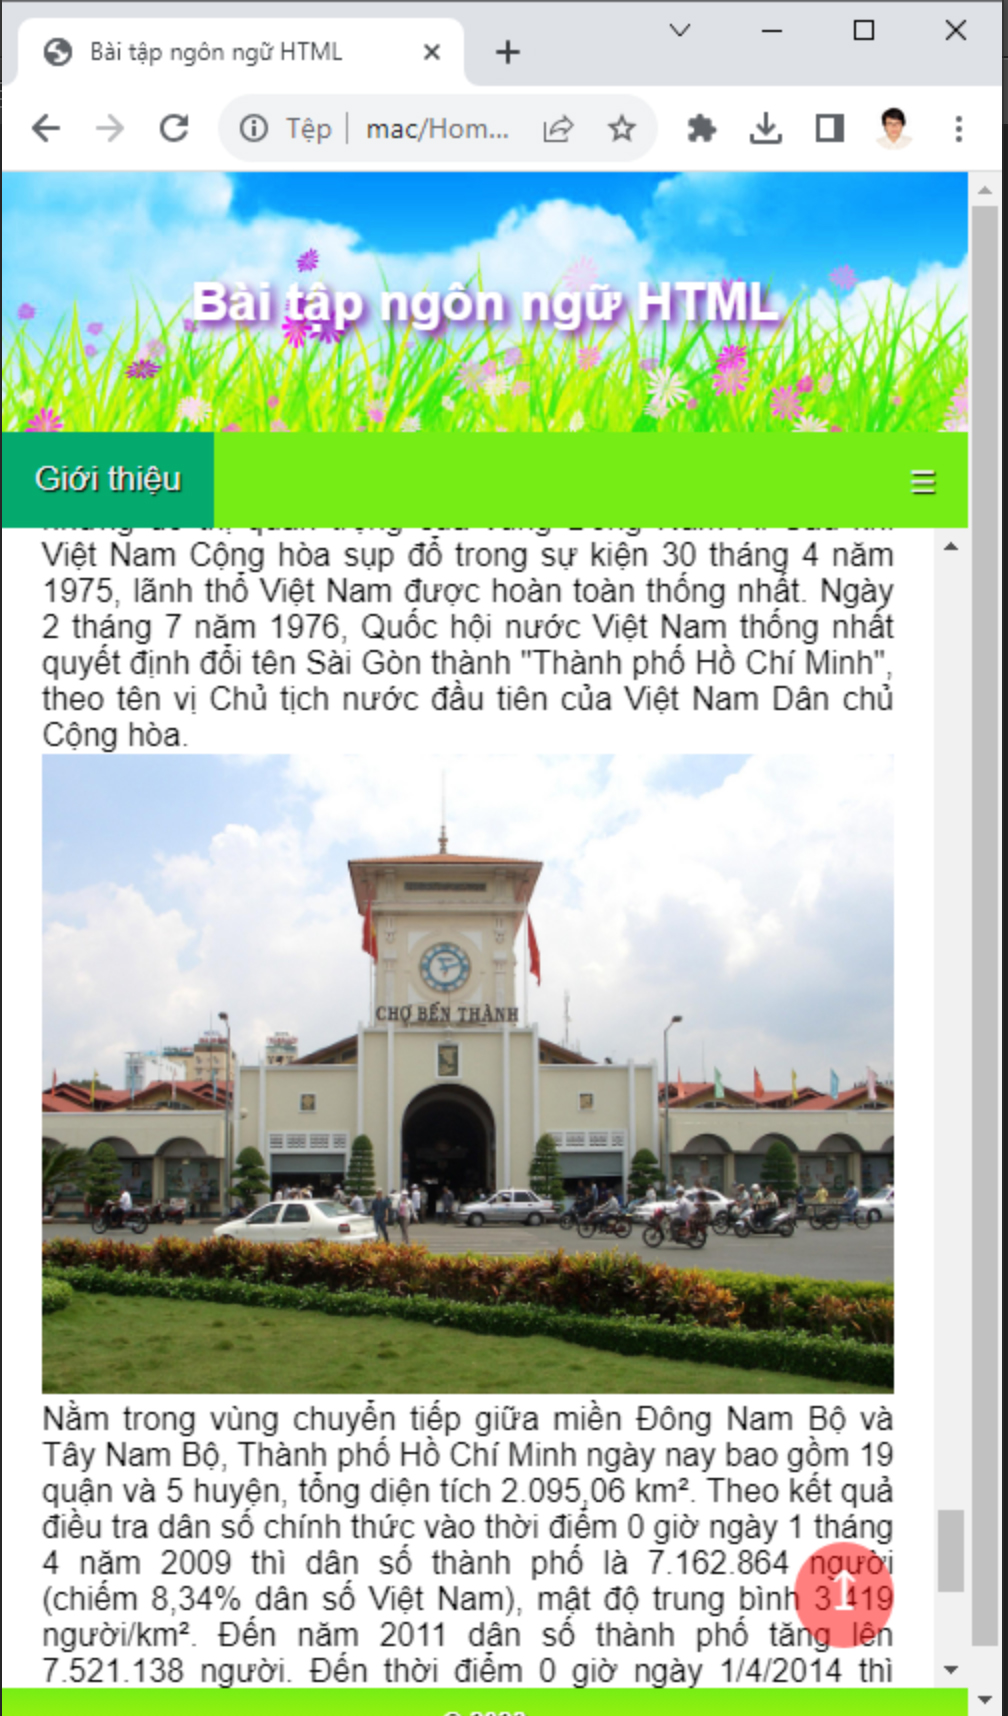 Bài tập ngôn ngữ HTML
Tệp
mac/Hom...
Bài tập ngôn ngữ HTML
Giới thiệu
Việt Nam Cộng hòa sụp đổ trong sự kiện 30 tháng 4 năm
1975, lãnh thổ Việt Nam được hoàn toàn thống nhất. Ngày
2 tháng 7 năm 1976, Quốc hội nước Việt Nam thống nhất
quyết định đổi tên Sài Gòn thành "Thành phố Hồ Chí Minh",
theo tên vị Chủ tịch nước đầu tiên của Việt Nam Dân chủ
Cộng hòa.
CHỢ BẾN THÀNH
Nằm trong vùng chuyển tiếp giữa miền Đông Nam Bộ và
Tây Nam Bộ, Thành phố Hồ Chí Minh ngày nay bao gồm 19
quận và 5 huyện, tổng diện tích 2.095,06 km². Theo kết quả
điều tra dân số chính thức vào thời điểm 0 giờ ngày 1 tháng
4 năm 2009 thì dân số thành phố là 7.162.864 người
(chiếm 8,34% dân số Việt Nam), mật độ trung bình 3.419
người/km². Đến năm 2011 dân số thành phố tăng lên
7.521.138 người. Đến thời điểm 0 giờ ngày 1/4/2014 thì